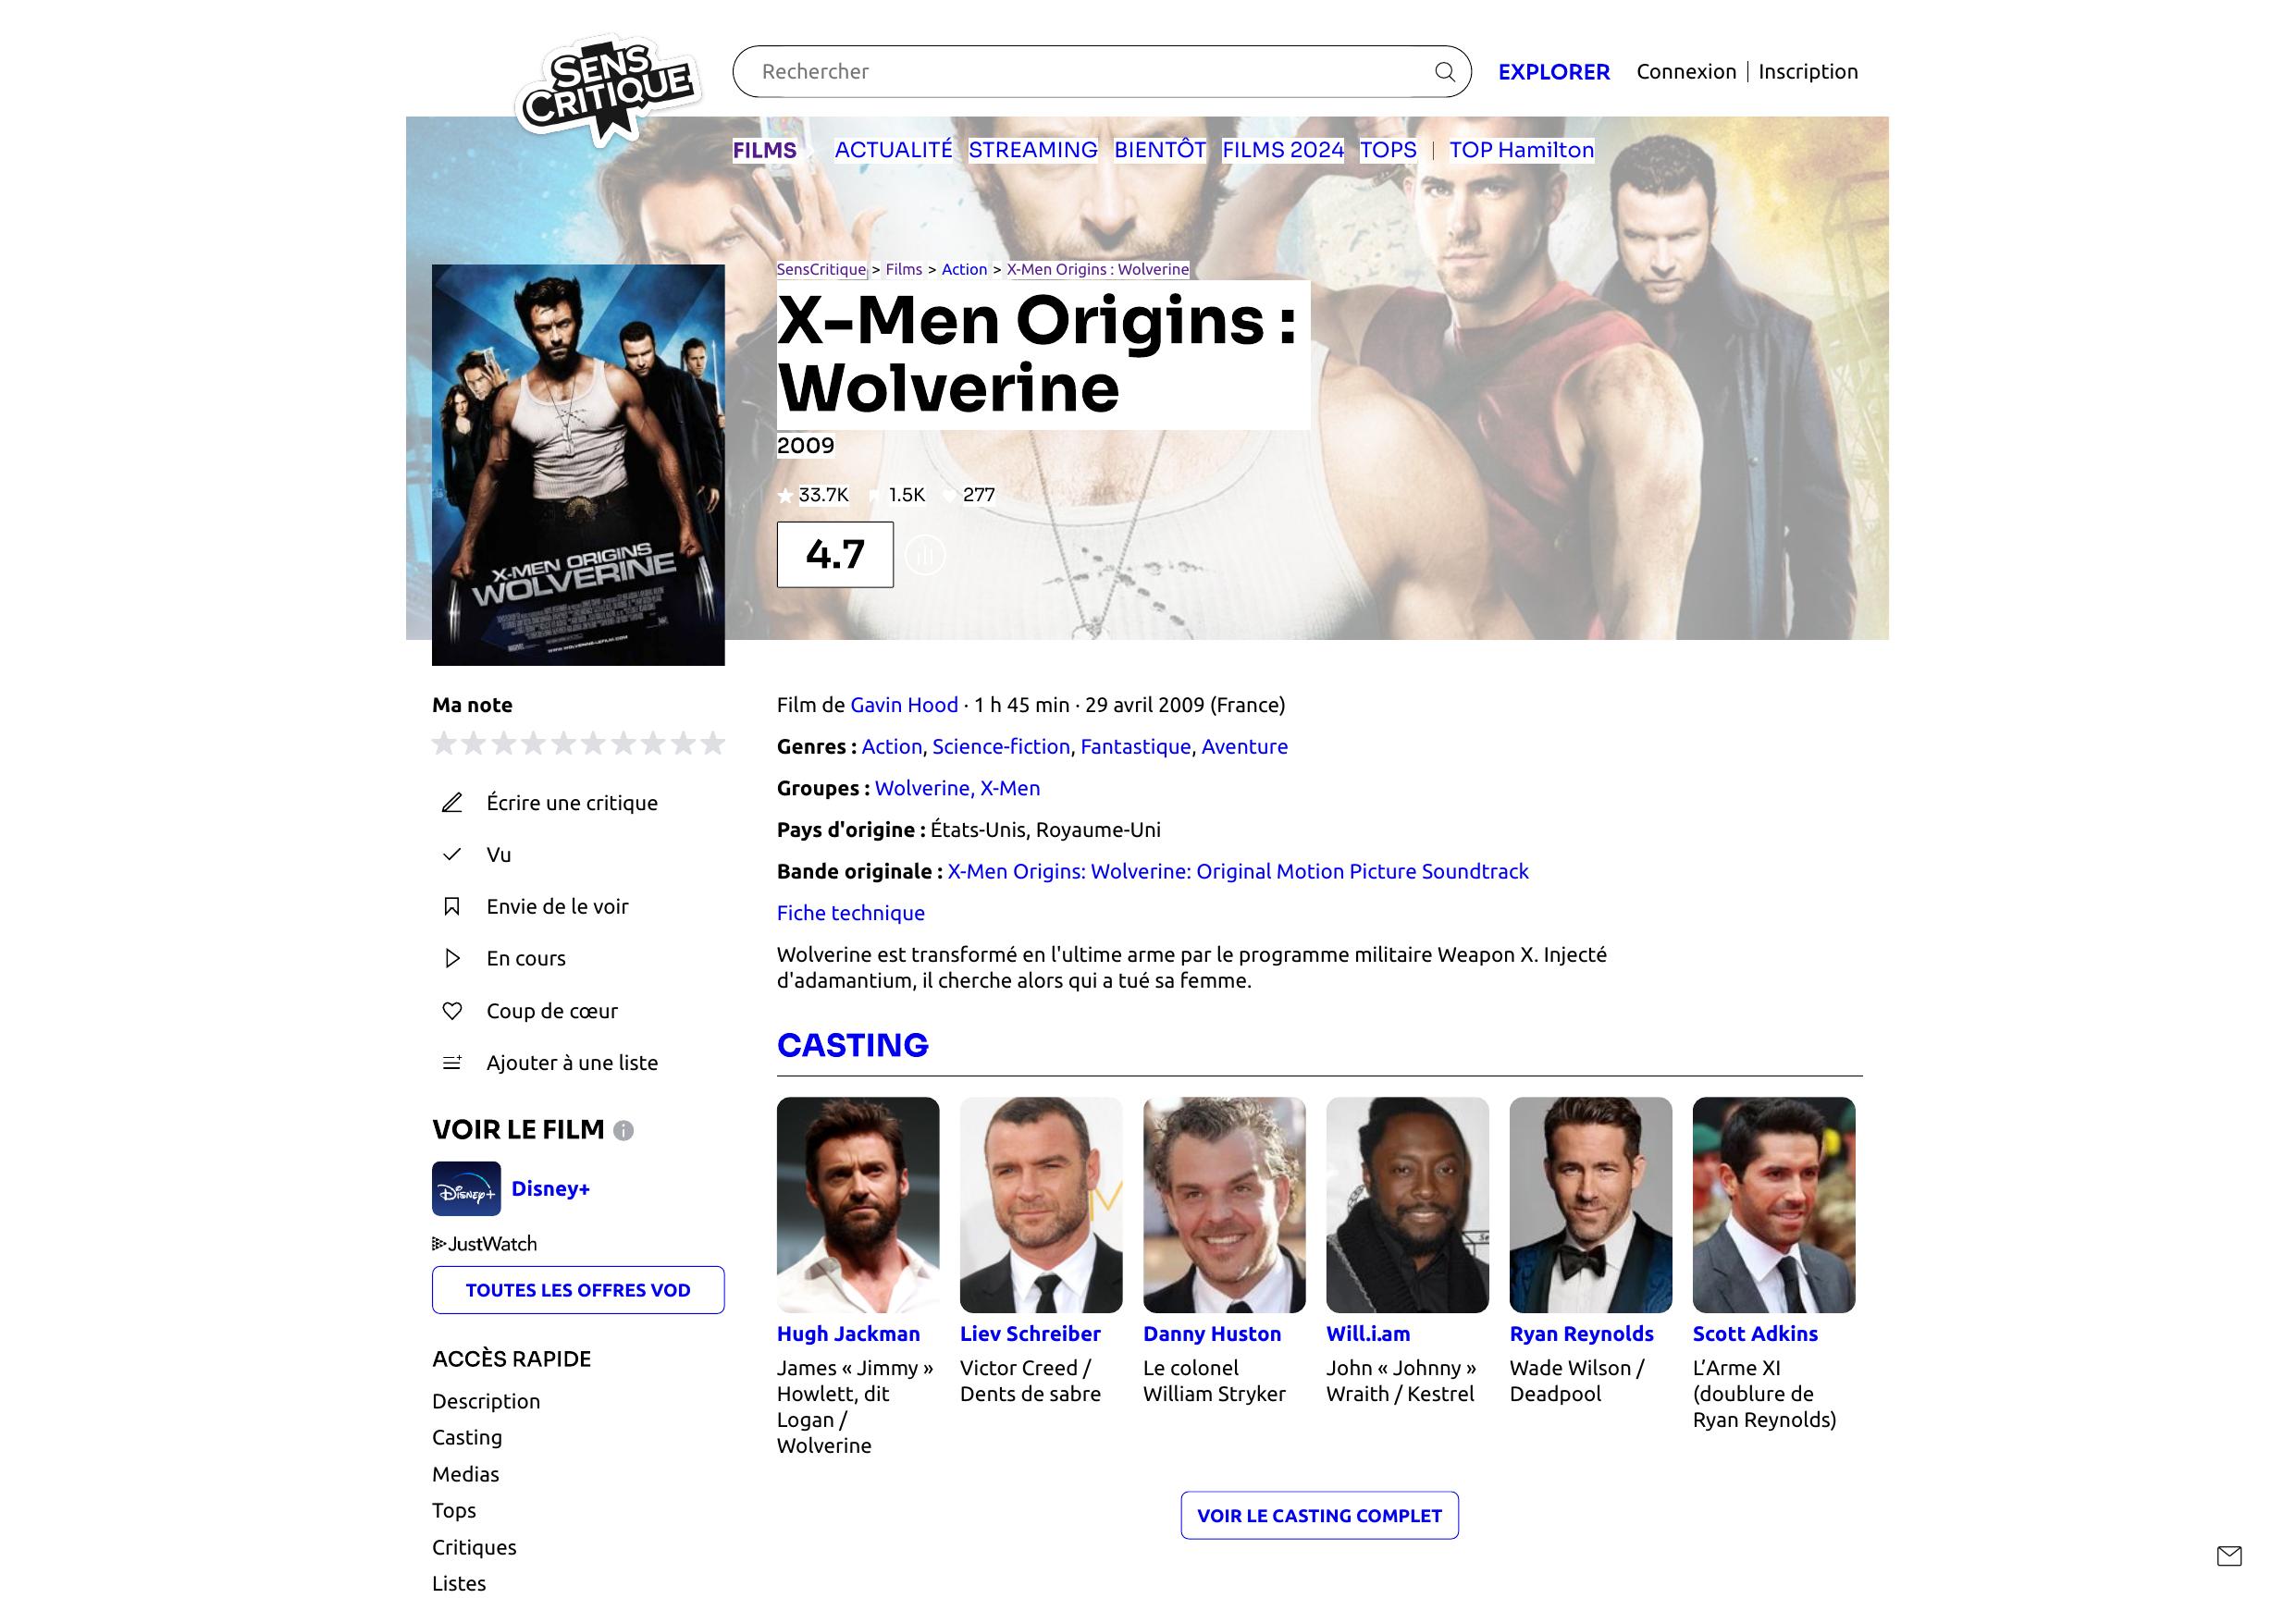 SENS
CRITIQUE
Rechercher
EXPLORER
Connexion | Inscription
FILMS
ACTUALITÉ
STREAMING
BIENTÔT
FILMS 2024
TOPS
TOP Hamilton
SensCritique > Films > Action > X-Men Origins : Wolverine
X-Men Origins :
Wolverine
2009
33.7K
1.5K
277
4.7
X-MEN ORIGINS
WOLVERINE
Ma note
Écrire une critique
Vu
Envie de le voir
En cours
Coup de cœur
Ajouter à une liste
VOIR LE FILM
Disney+
Disney+
JustWatch
TOUTES LES OFFRES VOD
ACCÈS RAPIDE
Description
Casting
Medias
Tops
Critiques
Listes
Film de Gavin Hood · 1 h 45 min · 29 avril 2009 (France)
Genres : Action, Science-fiction, Fantastique, Aventure
Groupes : Wolverine, X-Men
Pays d'origine : États-Unis, Royaume-Uni
Bande originale : X-Men Origins: Wolverine: Original Motion Picture Soundtrack
Fiche technique
Wolverine est transformé en l'ultime arme par le programme militaire Weapon X. Injecté
d'adamantium, il cherche alors qui a tué sa femme.
CASTING
Hugh Jackman
James « Jimmy »
Howlett, dit
Logan /
Wolverine
Liev Schreiber
Victor Creed /
Dents de sabre
Danny Huston
Le colonel
William Stryker
Will.i.am
John « Johnny »
Wraith / Kestrel
Ryan Reynolds
Wade Wilson /
Deadpool
Scott Adkins
L'Arme XI
(doublure de
Ryan Reynolds)
VOIR LE CASTING COMPLET